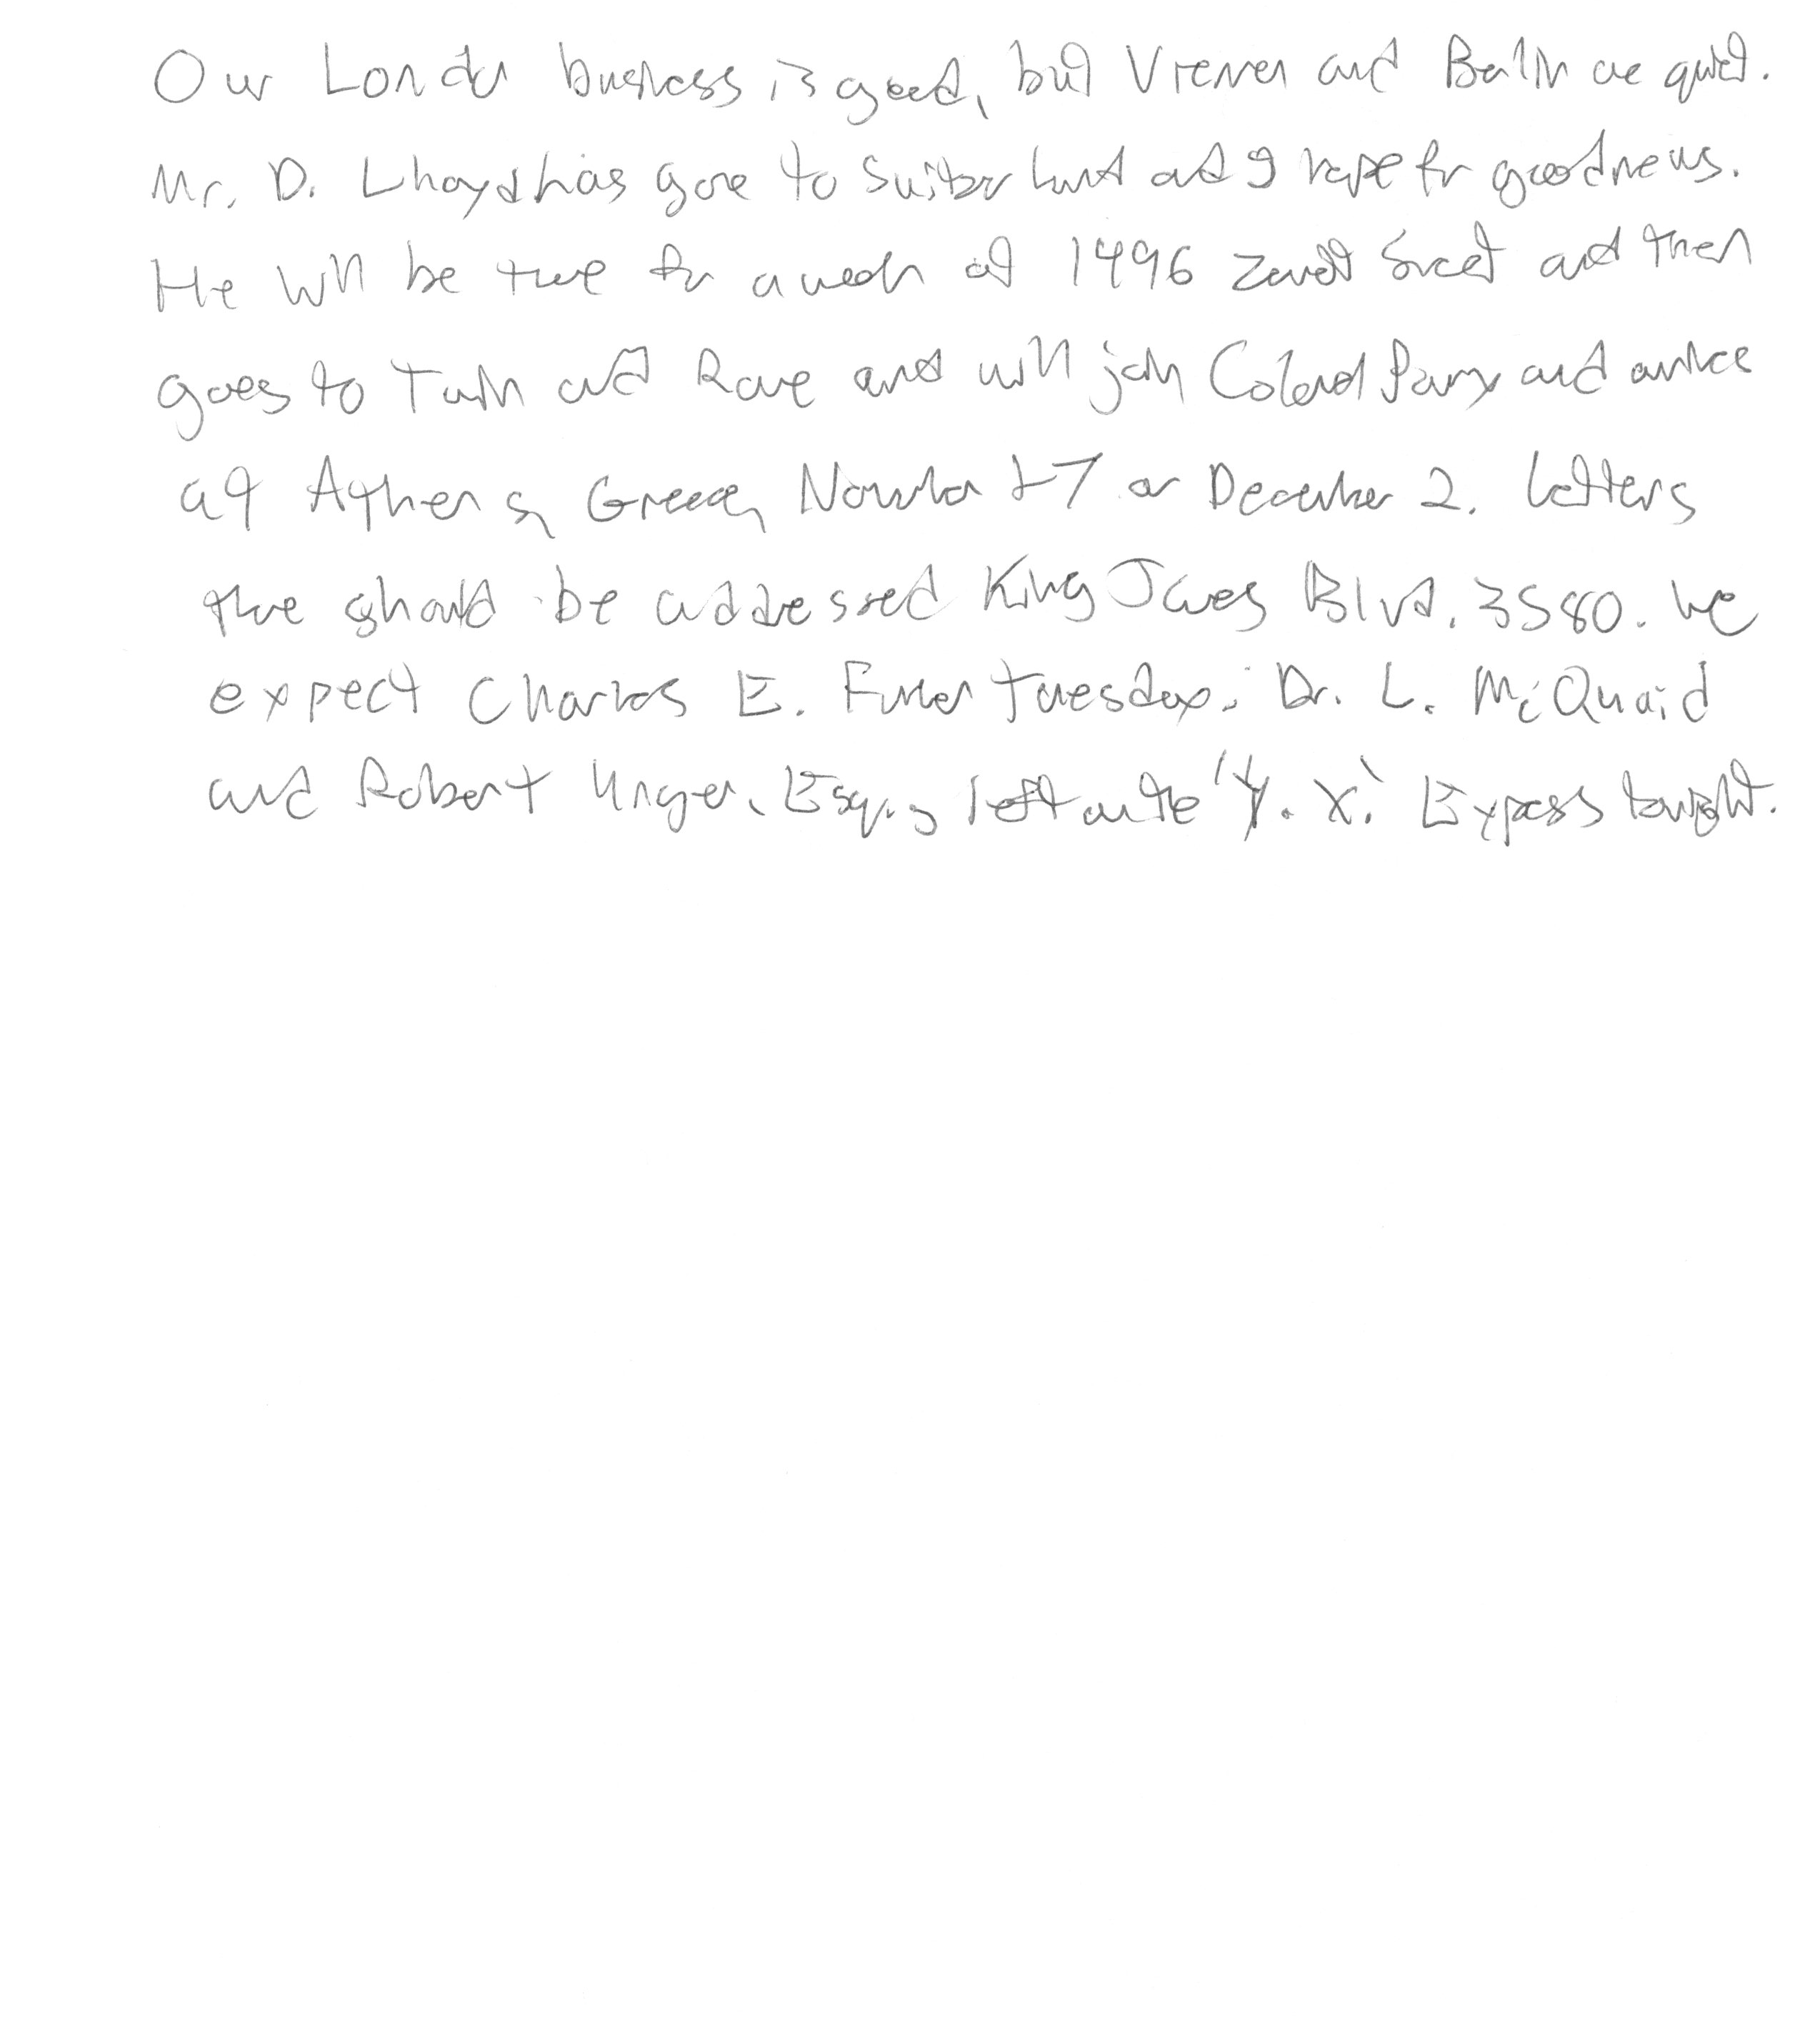 Our London business is good, but Vienna and Berlin are quiet.
Mr. D. Lhoyd has gone to Switzerland and I hope for good news.
He will be there for a week at 1496 Zermott Street and then
goes to Turin and Rome and will join Colonel Parry and arrives
at Athens, Greece, November 27 or December 2. Letters
there should be addressed King James Blvd. 3580. We
expect Charles E. Fuller Tuesday. Dr. L. McQuaid
and Robert Unger, Esq., left on the 'Y. X.' Express tonight.